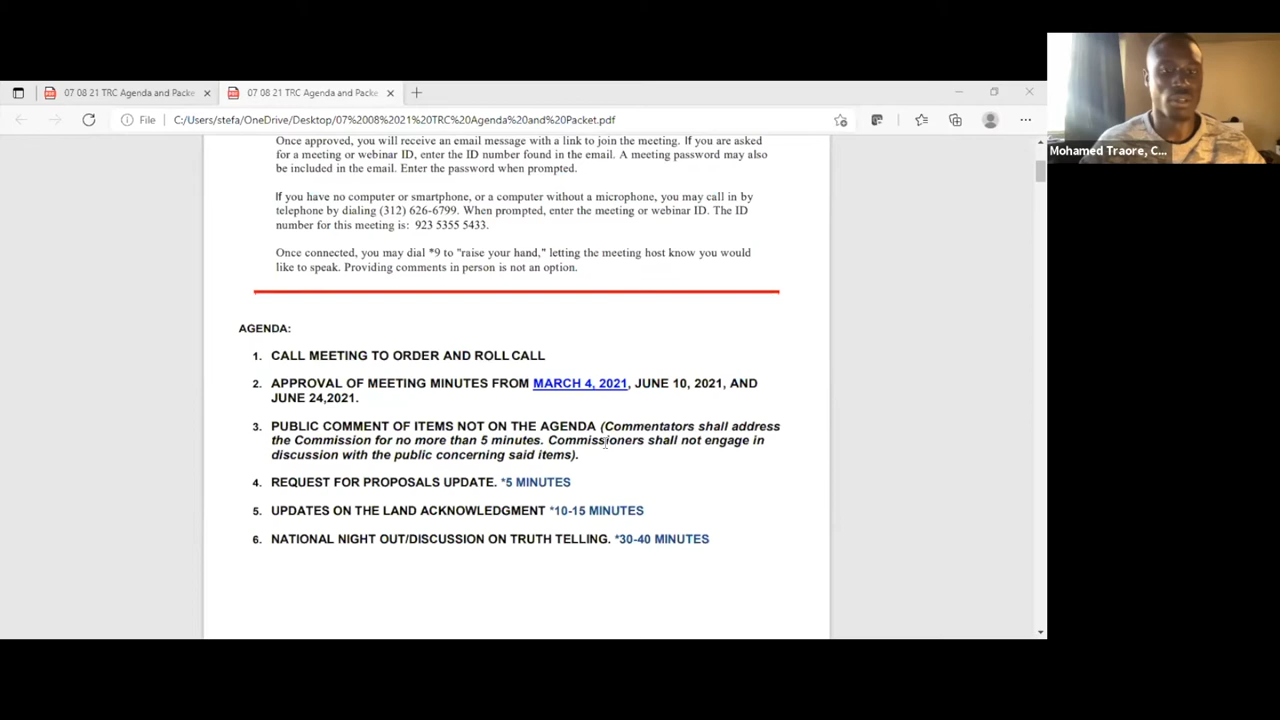 07 08 21 TRC Agenda and Packe
07 08 21 TRC Agenda and Packe
File
C:/Users/stefa/OneDrive/Desktop/07%2008%2021%20TRC%20Agenda%20and%20Packet.pdf
Once approved, you will receive an email message with a link to join the meeting. If you are asked
for a meeting or webinar ID, enter the ID number found in the email. A meeting password may also
be included in the email. Enter the password when prompted.
If you have no computer or smartphone, or a computer without a microphone, you may call in by
telephone by dialing (312) 626-6799. When prompted, enter the meeting or webinar ID. The ID
number for this meeting is: 923 5355 5433.
Once connected, you may dial *9 to "raise your hand," letting the meeting host know you would
like to speak. Providing comments in person is not an option.
AGENDA:
1. CALL MEETING TO ORDER AND ROLL CALL
2. APPROVAL OF MEETING MINUTES FROM MARCH 4, 2021, JUNE 10, 2021, AND
JUNE 24,2021.
3. PUBLIC COMMENT OF ITEMS NOT ON THE AGENDA (Commentators shall address
the Commission for no more than 5 minutes. Commissioners shall not engage in
discussion with the public concerning said items).
4. REQUEST FOR PROPOSALS UPDATE. *5 MINUTES
5. UPDATES ON THE LAND ACKNOWLEDGMENT *10-15 MINUTES
6. NATIONAL NIGHT OUT/DISCUSSION ON TRUTH TELLING. *30-40 MINUTES
Mohamed Traore, C...